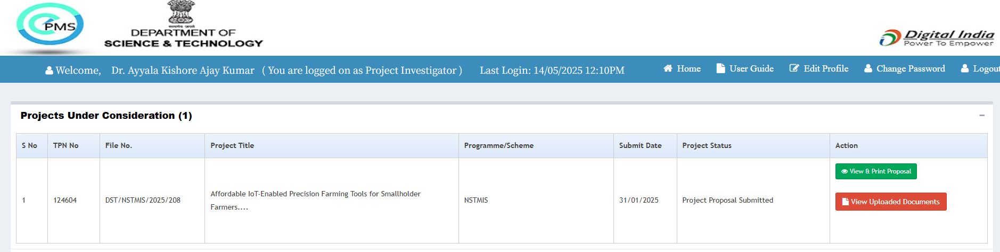 PMS
सत्यमेव जयते
DEPARTMENT OF
SCIENCE & TECHNOLOGY
Digital India
Power To Empower
Welcome, Dr. Ayyala Kishore Ajay Kumar ( You are logged on as Project Investigator ) Last Login: 14/05/2025 12:10PM Home User Guide Edit Profile Change Password Logout
Projects Under Consideration (1)
S No TPN No File No. Project Title Programme/Scheme Submit Date Project Status Action
View & Print Proposal
1 124604 DST/NSTMIS/2025/208 Affordable IoT-Enabled Precision Farming Tools for Smallholder
Farmers.... NSTMIS 31/01/2025 Project Proposal Submitted
View Uploaded Documents